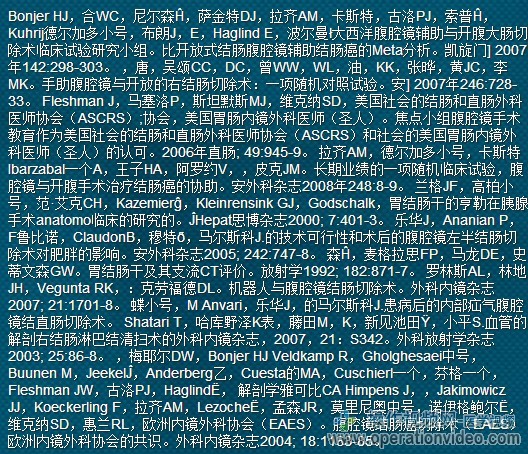 Bonjer HJ，合WC，尼尔森Ĥ，萨金特DJ，拉齐AM，卡斯特，古洛PJ，索普Ĥ，
Kuhrij德尔加多小号，布朗J，E，Haglind E，波尔曼t大西洋腹腔镜辅助与开腹大肠切
除术临床试验研究小组。比开放式结肠腹腔镜辅助结肠癌的Meta分析。凯旋门] 2007
年142:298-303。 ，唐，吴颂CC，DC，曾WW，WL，油，KK，张晔，黄JC，李
MK。手助腹腔镜与开放的右结肠切除术：一项随机对照试验。安] 2007年246:728-
33。 Fleshman J，马塞洛P，斯坦默斯MJ，维克纳SD，美国社会的结肠和直肠外科
医师协会（ASCRS）;协会，美国胃肠内镜外科医师（圣人）。焦点小组腹腔镜手术
教育作为美国社会的结肠和直肠外科医师（ASCRS）和社会的美国胃肠内镜外
科医师（圣人）的认可。2006年直肠; 49:945-9。 拉齐AM，德尔加多小号，卡斯特
lbarzabal一个A，王子HA，阿罗约V，，皮克JM。长期业绩的一项随机临床试验，腹
腔镜与开腹手术治疗结肠癌的协助。安外科杂志2008年248:8-9。 兰格JF，高柏小
号，范·艾克CH，Kazemierĝ，Kleinrensink GJ，Godschalk，胃结肠干的亨勒在胰腺
手术anatomo临床的研究的。ĴHepat思博杂志2000; 7:401-3。 乐华J，Ananian P，
F鲁比诺，ClaudonB，穆特ō，马尔斯科J.的技术可行性和术后的腹腔镜左半结肠切
除术对肥胖的影响。安外科杂志2005; 242:747-8。 森Ĥ，麦格拉思FP，马龙DE，史
蒂文森GW。胃结肠干及其支流CT评价。放射学1992; 182:871-7。 罗林斯AL，林地
JH，Vegunta RK，：克劳福德DL。机器人与腹腔镜结肠切除术。外科内镜杂志
2007; 21:1701-8。 蝶小号，M Anvari，乐华J，的马尔斯科J.患病后的内部疝气腹腔
镜结直肠切除术。 Shatari T，哈库野泽K表，藤田M，K，新见池田Y，小平S.血管的
解剖右结肠淋巴结清扫术的外科内镜杂志，2007，21：S342。外科放射学杂志
2003; 25:86-8。 ，梅耶尔DW，Bonjer HJ Veldkamp R，Gholghesaei中号，
Buunen M，JeekelĴ，Anderberg乙，Cuesta的MA，Cuschierl一个，芬格一个，
Fleshman JW，古洛PJ，HaglindĒ， 解剖学雅可比CA Himpens J，，Jakimowicz
JJ，Koeckerling F，拉齐AM，LezocheĒ，孟森JR，莫里尼奥中号，诺伊格鲍尔E，
维克纳SD，惠兰RL，欧洲内镜外科协会（EAES）。腹腔镜结肠癌切除术（EAES）
欧洲内镜外科协会的共识。外科内镜杂志2004; 18:1163-85。
www.operationvideo.com